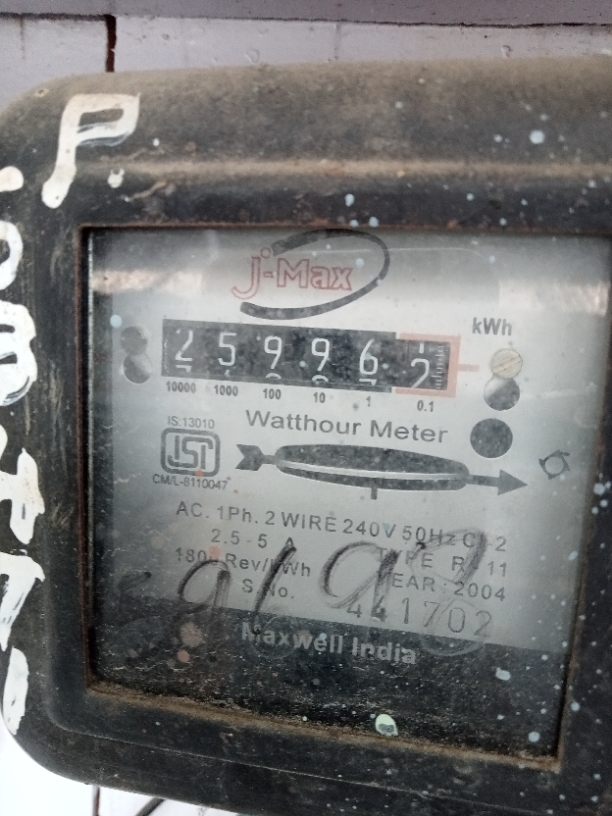 P.
J-Max
kWh
2 5 9 9 6 2
10000 1000 100 10 1 0.1
Watthour Meter
IS:13010
ISI
CM/L-8110047
AC. 1Ph. 2 WIRE 240V 50Hz Cl 2
2.5-5 A TYPE
Rev/kWh YEAR : 2004
S. No. 441702
Maxwell India